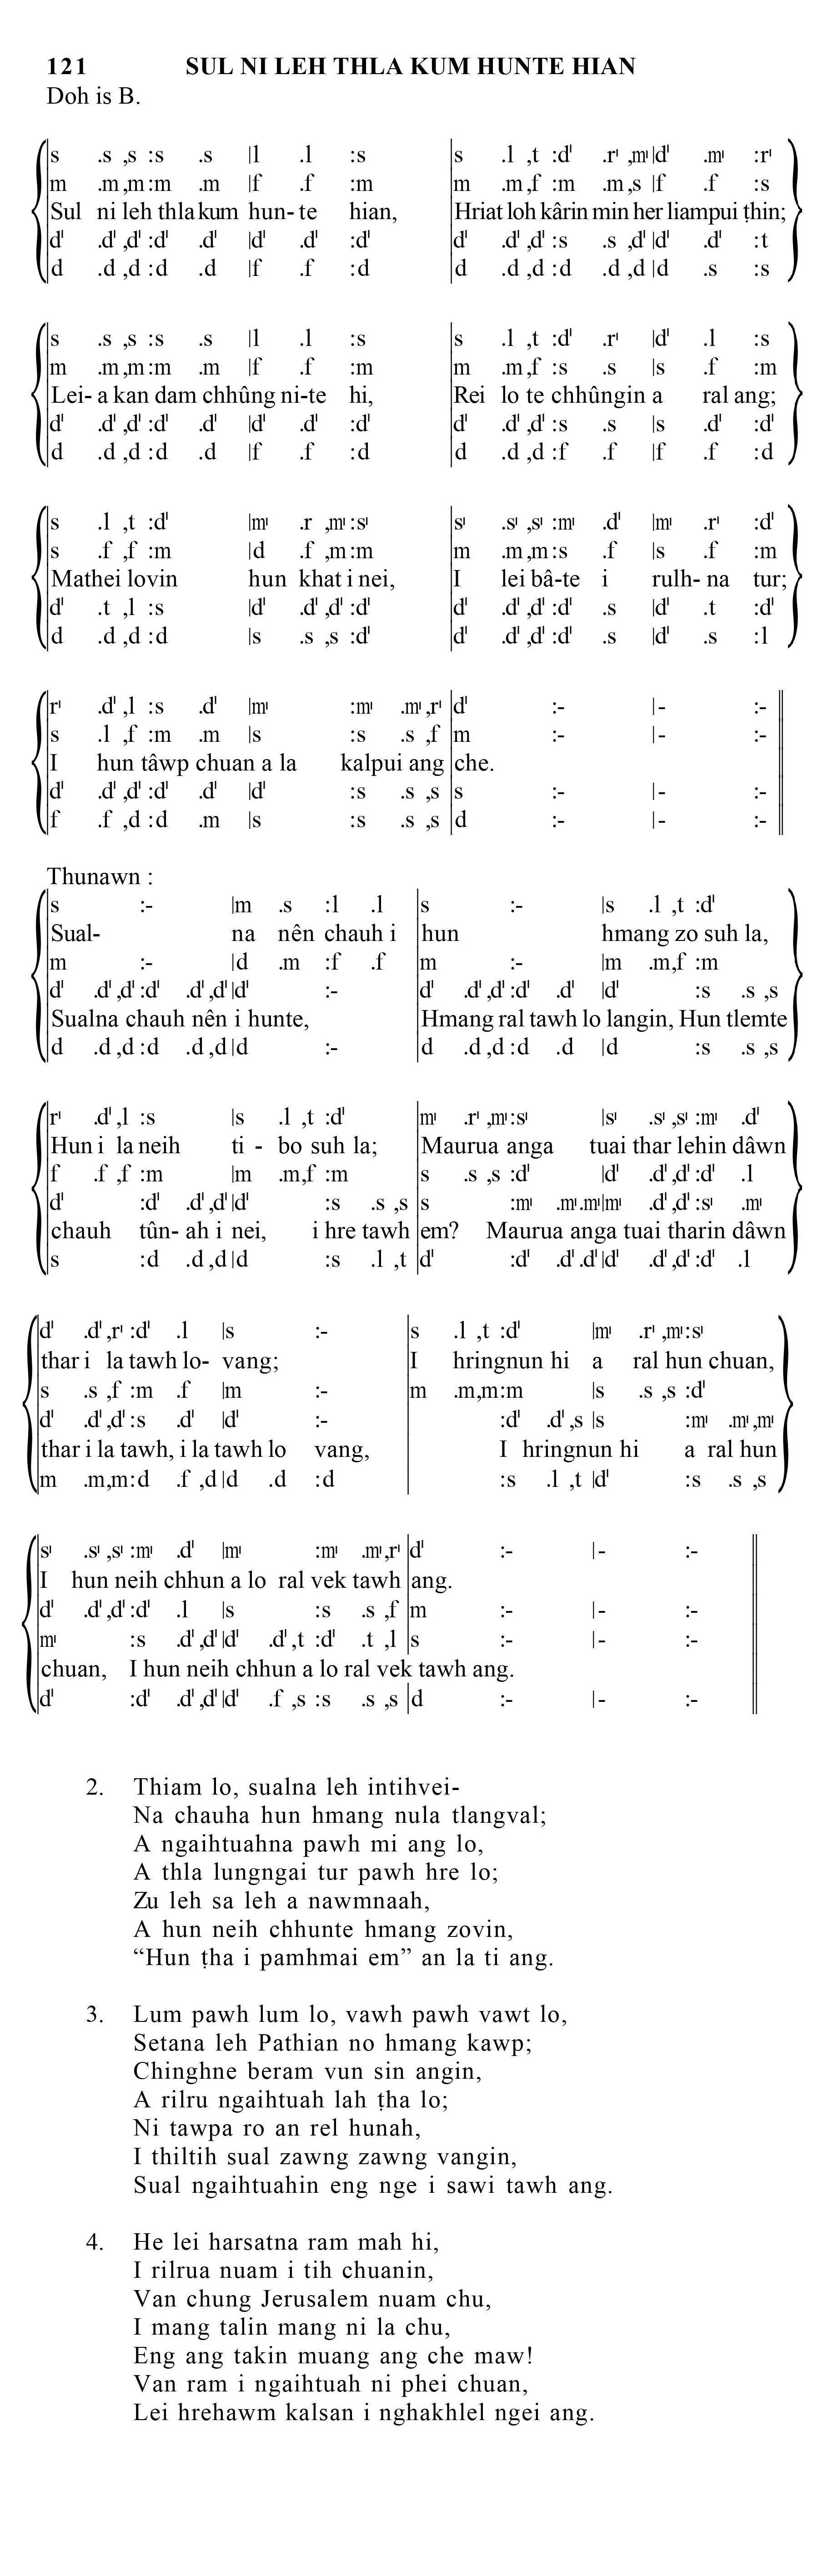 121 SUL NI LEH THLA KUM HUNTE HIAN
Doh is B.
|s .s ,s :s .s |l .l :s |s .l ,t :d' .r' ,m'|d' .m' :r'
|m .m,m:m .m |f .f :m |m .m,f :m .m,s |f .f :s
Sul ni leh thla kum hun- te hian, Hriat loh kârin min her liampui ṭhin;
|d' .d' ,d' :d' .d' |d' .d' :d' |d' .d' ,d' :s .s ,d' |d' .d' :t
|d .d ,d :d .d |f .f :d |d .d ,d :d .d ,d |d .s :s
|s .s ,s :s .s |l .l :s |s .l ,t :d' .r' |d' .l :s
|m .m,m:m .m |f .f :m |m .m,f :s .s |s .f :m
Lei- a kan dam chhûng ni-te hi, Rei lo te chhûngin a ral ang;
|d' .d' ,d' :d' .d' |d' .d' :d' |d' .d' ,d' :s .s |s .d' :d'
|d .d ,d :d .d |f .f :d |d .d ,d :f .f |f .f :d
|s .l ,t :d' |m' .r ,m':s' |s' .s' ,s' :m' .d' |m' .r' :d'
|s .f ,f :m |d .f ,m:m |m .m,m:s .f |s .f :m
Mathei lovin hun khat i nei, I lei bâ-te i rulh- na tur;
|d' .t ,l :s |d' .d' ,d' :d' |d' .d' ,d' :d' .s |d' .t :d'
|d .d ,d :d |s .s ,s :d' |d' .d' ,d' :d' .s |d' .s :l
|r' .d' ,l :s .d' |m' :m' .m',r' |d' :- |- :-
|s .l ,f :m .m |s :s .s ,f |m :- |- :-
I hun tâwp chuan a la kalpui ang che.
|d' .d' ,d' :d' .d' |d' :s .s ,s |s :- |- :-
|f .f ,d :d .m |s :s .s ,s |d :- |- :-
Thunawn :
|s :- |m .s :l .l |s :- |s .l ,t :d'
Sual- na nên chauh i hun hmang zo suh la,
|m :- |d .m :f .f |m :- |m .m,f :m
|d' .d' ,d' :d' .d' ,d' |d' :- |d' .d' ,d' :d' .d' |d' :s .s ,s
Sualna chauh nên i hunte, Hmang ral tawh lo langin, Hun tlemte
|d .d ,d :d .d ,d |d :- |d .d ,d :d .d |d :s .s ,s
|r' .d' ,l :s |s .l ,t :d' |m' .r' ,m':s' |s' .s' ,s' :m' .d'
Hun i la neih ti - bo suh la; Maurua anga tuai thar lehin dâwn
|f .f ,f :m |m .m,f :m |s .s ,s :d' |d' .d' ,d' :d' .l
|d' :d' .d' ,d' |d' :s .s ,s |s :m' .m'.m'|m' .d' ,d' :s' .m'
chauh tûn- ah i nei, i hre tawh em? Maurua anga tuai tharin dâwn
|s :d .d ,d |d :s .l ,t |d' :d' .d' .d' |d' .d' ,d' :d' .l
|d' .d' ,r' :d' .l |s :- |s .l ,t :d' |m' .r' ,m':s'
thar i la tawh lo- vang; I hringnun hi a ral hun chuan,
|s .s ,f :m .f |m :- |m .m,m:m |s .s ,s :d'
|d' .d' ,d' :s .d' |d' :- | :d' .d' ,s |s :m' .m' ,m'
thar i la tawh, i la tawh lo vang, I hringnun hi a ral hun
|m .m,m:d .f ,d |d .d :d | :s .l ,t |d' :s .s ,s
|s' .s' ,s' :m' .d' |m' :m' .m',r' |d' :- |- :-
I hun neih chhun a lo ral vek tawh ang.
|d' .d' ,d' :d' .l |s :s .s ,f |m :- |- :-
|m' :s .d' ,d' |d' .d' ,t :d' .t ,l |s :- |- :-
chuan, I hun neih chhun a lo ral vek tawh ang.
|d' :d' .d' ,d' |d' .f ,s :s .s ,s |d :- |- :-
2. Thiam lo, sualna leh intihvei-
Na chauha hun hmang nula tlangval;
A ngaihtuahna pawh mi ang lo,
A thla lungngai tur pawh hre lo;
Zu leh sa leh a nawmnaah,
A hun neih chhunte hmang zovin,
“Hun ṭha i pamhmai em” an la ti ang.
3. Lum pawh lum lo, vawh pawh vawt lo,
Setana leh Pathian no hmang kawp;
Chinghne beram vun sin angin,
A rilru ngaihtuah lah ṭha lo;
Ni tawpa ro an rel hunah,
I thiltih sual zawng zawng vangin,
Sual ngaihtuahin eng nge i sawi tawh ang.
4. He lei harsatna ram mah hi,
I rilrua nuam i tih chuanin,
Van chung Jerusalem nuam chu,
I mang talin mang ni la chu,
Eng ang takin muang ang che maw!
Van ram i ngaihtuah ni phei chuan,
Lei hrehawm kalsan i nghakhlel ngei ang.